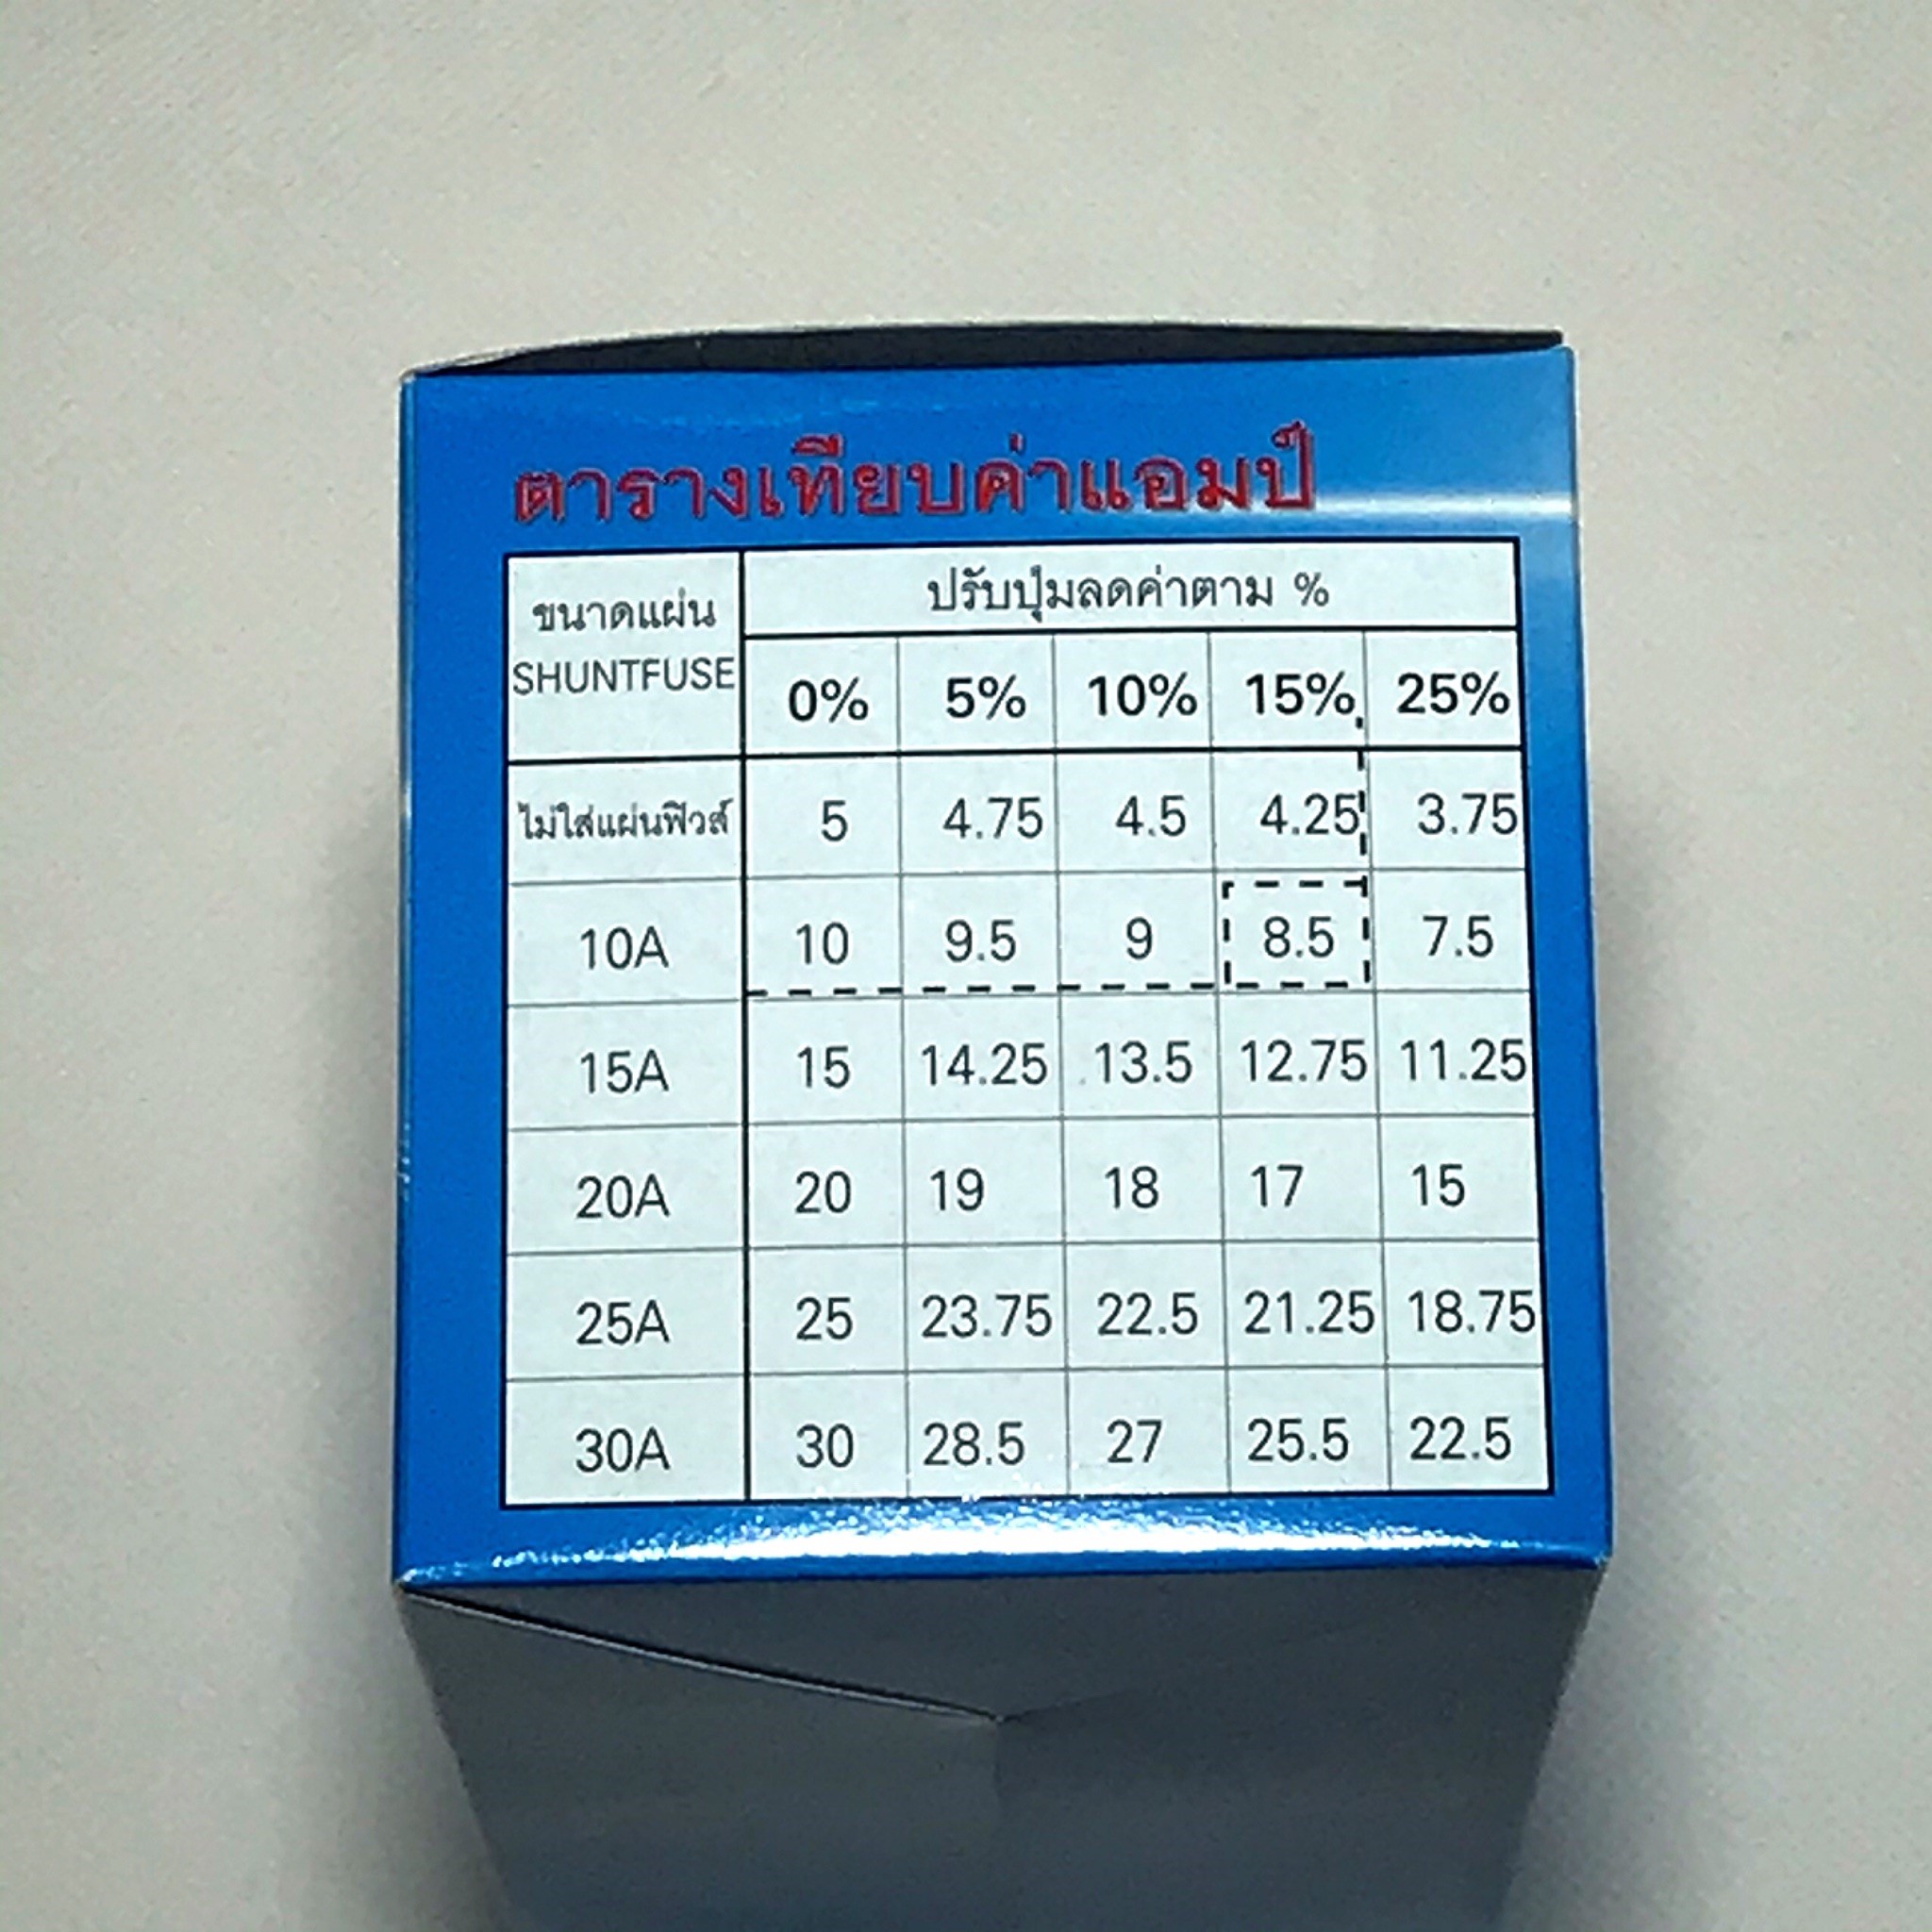 ตารางเทียบค่าแอมป์
ขนาดแผ่น SHUNTFUSE ปรับปุ่มลดค่าตาม %
0% 5% 10% 15% 25%
ไม่ใส่แผ่นฟิวส์ 5 4.75 4.5 4.25 3.75
10A 10 9.5 9 8.5 7.5
15A 15 14.25 13.5 12.75 11.25
20A 20 19 18 17 15
25A 25 23.75 22.5 21.25 18.75
30A 30 28.5 27 25.5 22.5